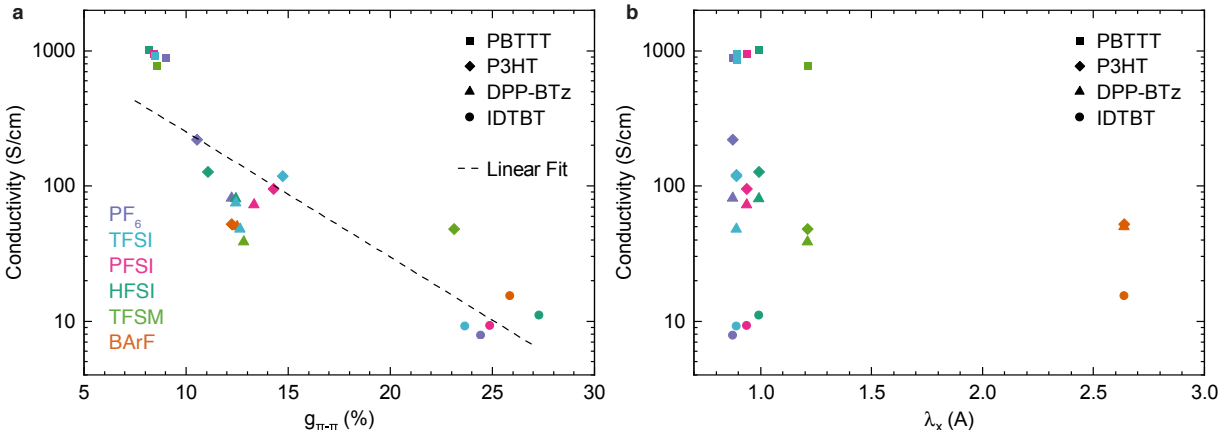 a
Conductivity (S/cm)
1000
100
10
5
10
15
20
25
30
g_{π-π} (%)
PBTTT
P3HT
DPP-BTz
IDTBT
Linear Fit
PF₆
TFSI
PFSI
HFSI
TFSM
BArF
b
Conductivity (S/cm)
1000
100
10
1.0
1.5
2.0
2.5
3.0
λₓ (A)
PBTTT
P3HT
DPP-BTz
IDTBT